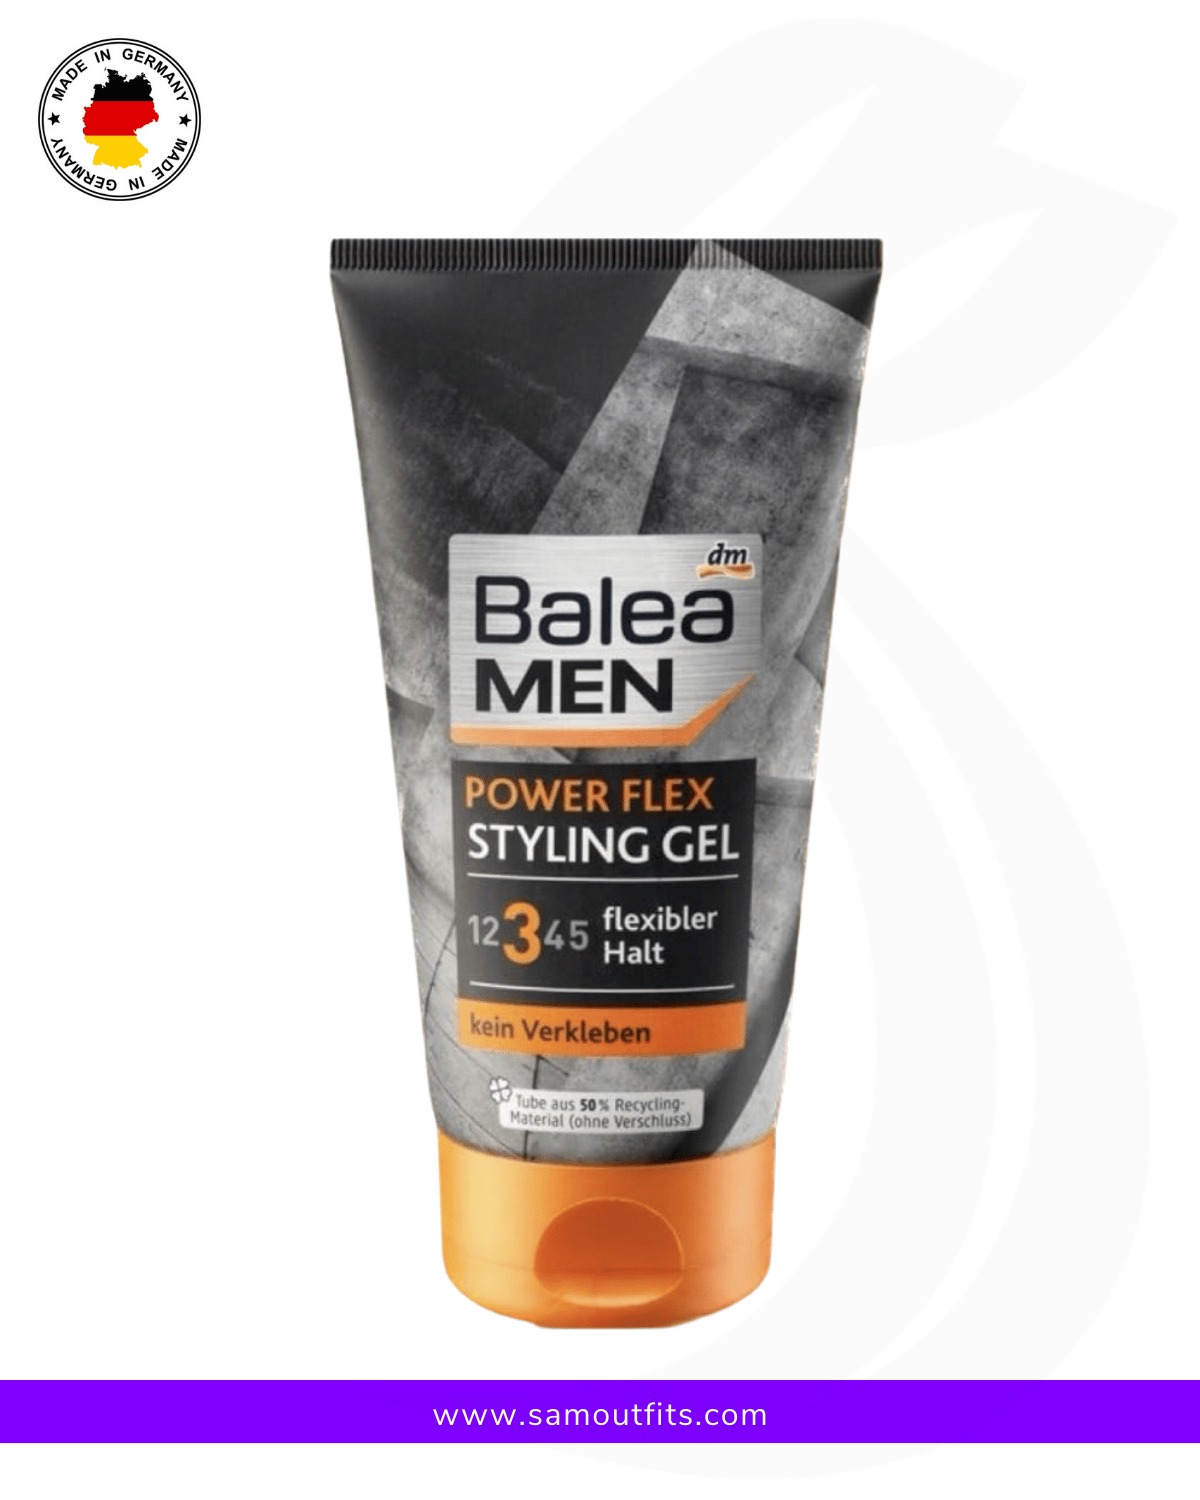 MADE IN GERMANY
MADE IN GERMANY
dm
Balea
MEN
POWER FLEX
STYLING GEL
12345
flexibler
Halt
kein Verkleben
Tube aus 50% Recycling-
Material (ohne Verschluss)
www.samoutfits.com